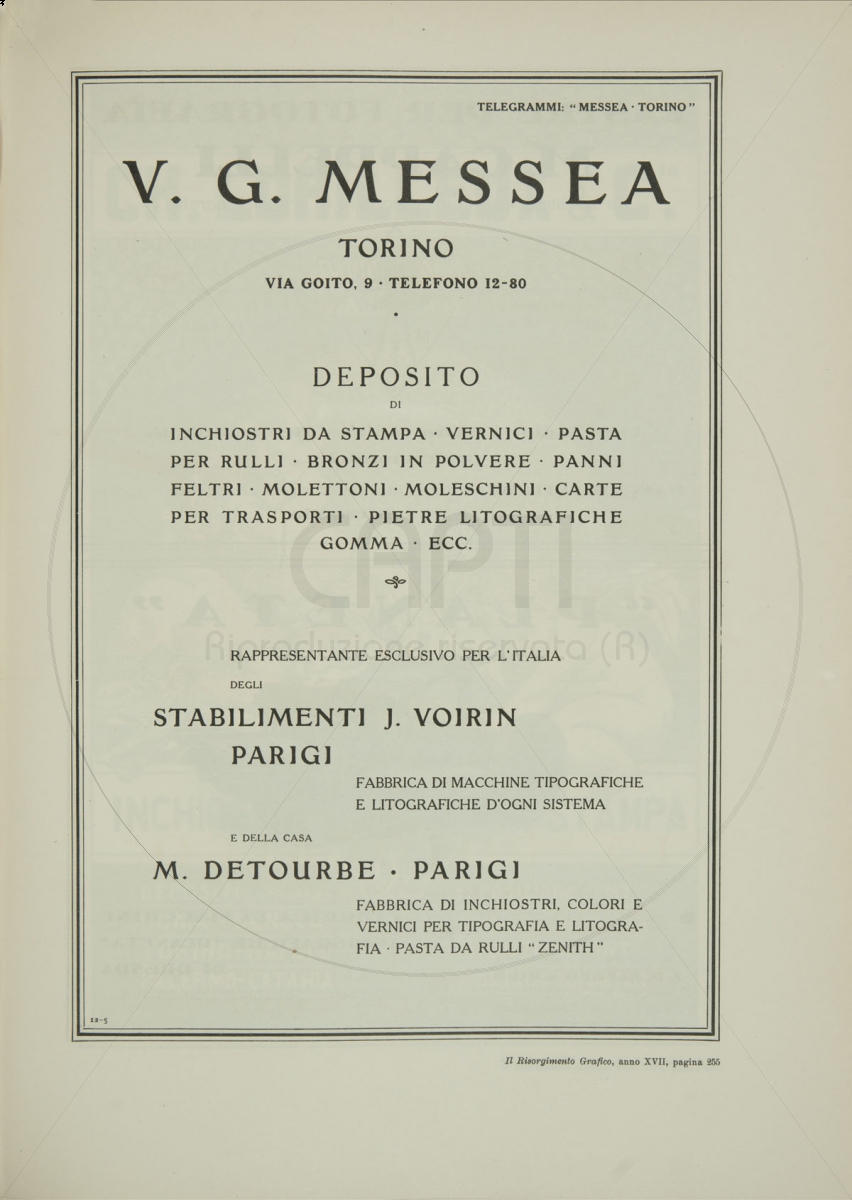 TELEGRAMMI: “ MESSEA · TORINO ”
V. G. MESSEA
TORINO
VIA GOITO, 9 · TELEFONO 12-80
DEPOSITO
DI
INCHIOSTRI DA STAMPA · VERNICI · PASTA
PER RULLI · BRONZI IN POLVERE · PANNI
FELTRI · MOLETTONI · MOLESCHINI · CARTE
PER TRASPORTI · PIETRE LITOGRAFICHE
GOMMA · ECC.
CAPTI
Riproduzione riservata (R)
RAPPRESENTANTE ESCLUSIVO PER L'ITALIA
DEGLI
STABILIMENTI J. VOIRIN
PARIGI
FABBRICA DI MACCHINE TIPOGRAFICHE
E LITOGRAFICHE D'OGNI SISTEMA
E DELLA CASA
M. DETOURBE · PARIGI
FABBRICA DI INCHIOSTRI, COLORI E
VERNICI PER TIPOGRAFIA E LITOGRA-
FIA · PASTA DA RULLI “ ZENITH ”
12-5
Il Risorgimento Grafico, anno XVII, pagina 255